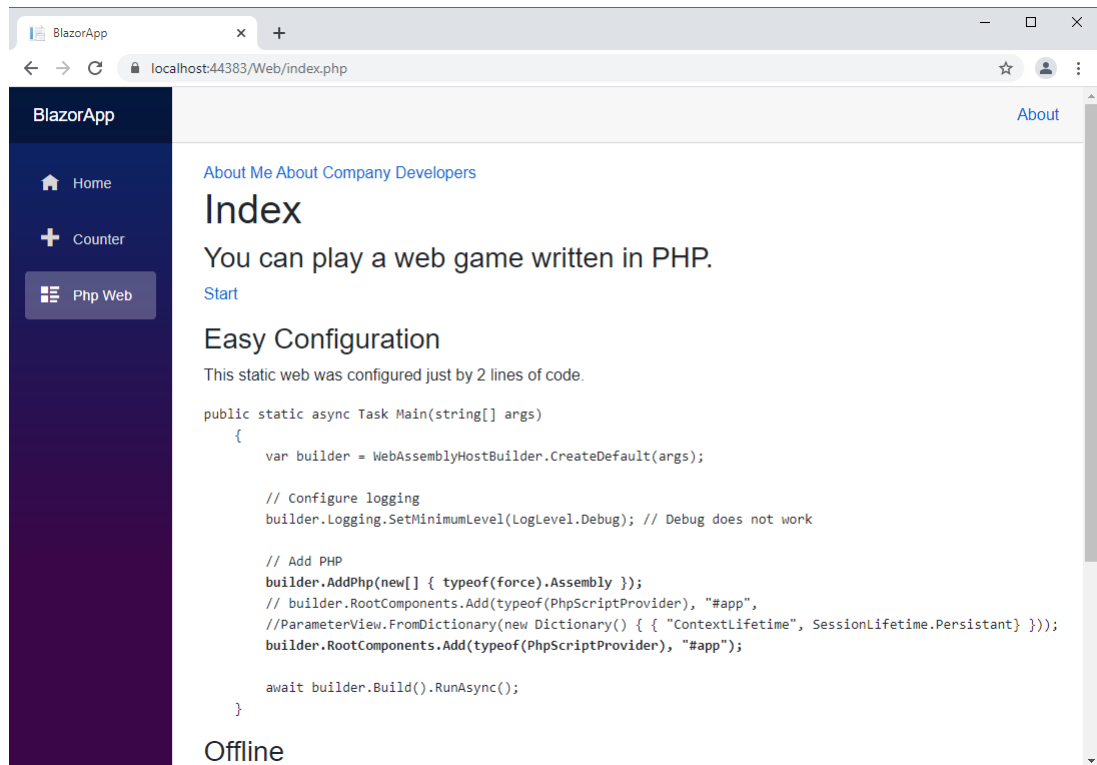 BlazorApp
localhost:44383/Web/index.php
BlazorApp
About
Home
Counter
Php Web
About Me About Company Developers
Index
You can play a web game written in PHP.
Start
Easy Configuration
This static web was configured just by 2 lines of code.
public static async Task Main(string[] args)
{
var builder = WebAssemblyHostBuilder.CreateDefault(args);
// Configure logging
builder.Logging.SetMinimumLevel(LogLevel.Debug); // Debug does not work
// Add PHP
builder.AddPhp(new[] { typeof(force).Assembly });
// builder.RootComponents.Add(typeof(PhpScriptProvider), "#app",
//ParameterView.FromDictionary(new Dictionary() { { "ContextLifetime", SessionLifetime.Persistant} }));
builder.RootComponents.Add(typeof(PhpScriptProvider), "#app");
await builder.Build().RunAsync();
}
Offline